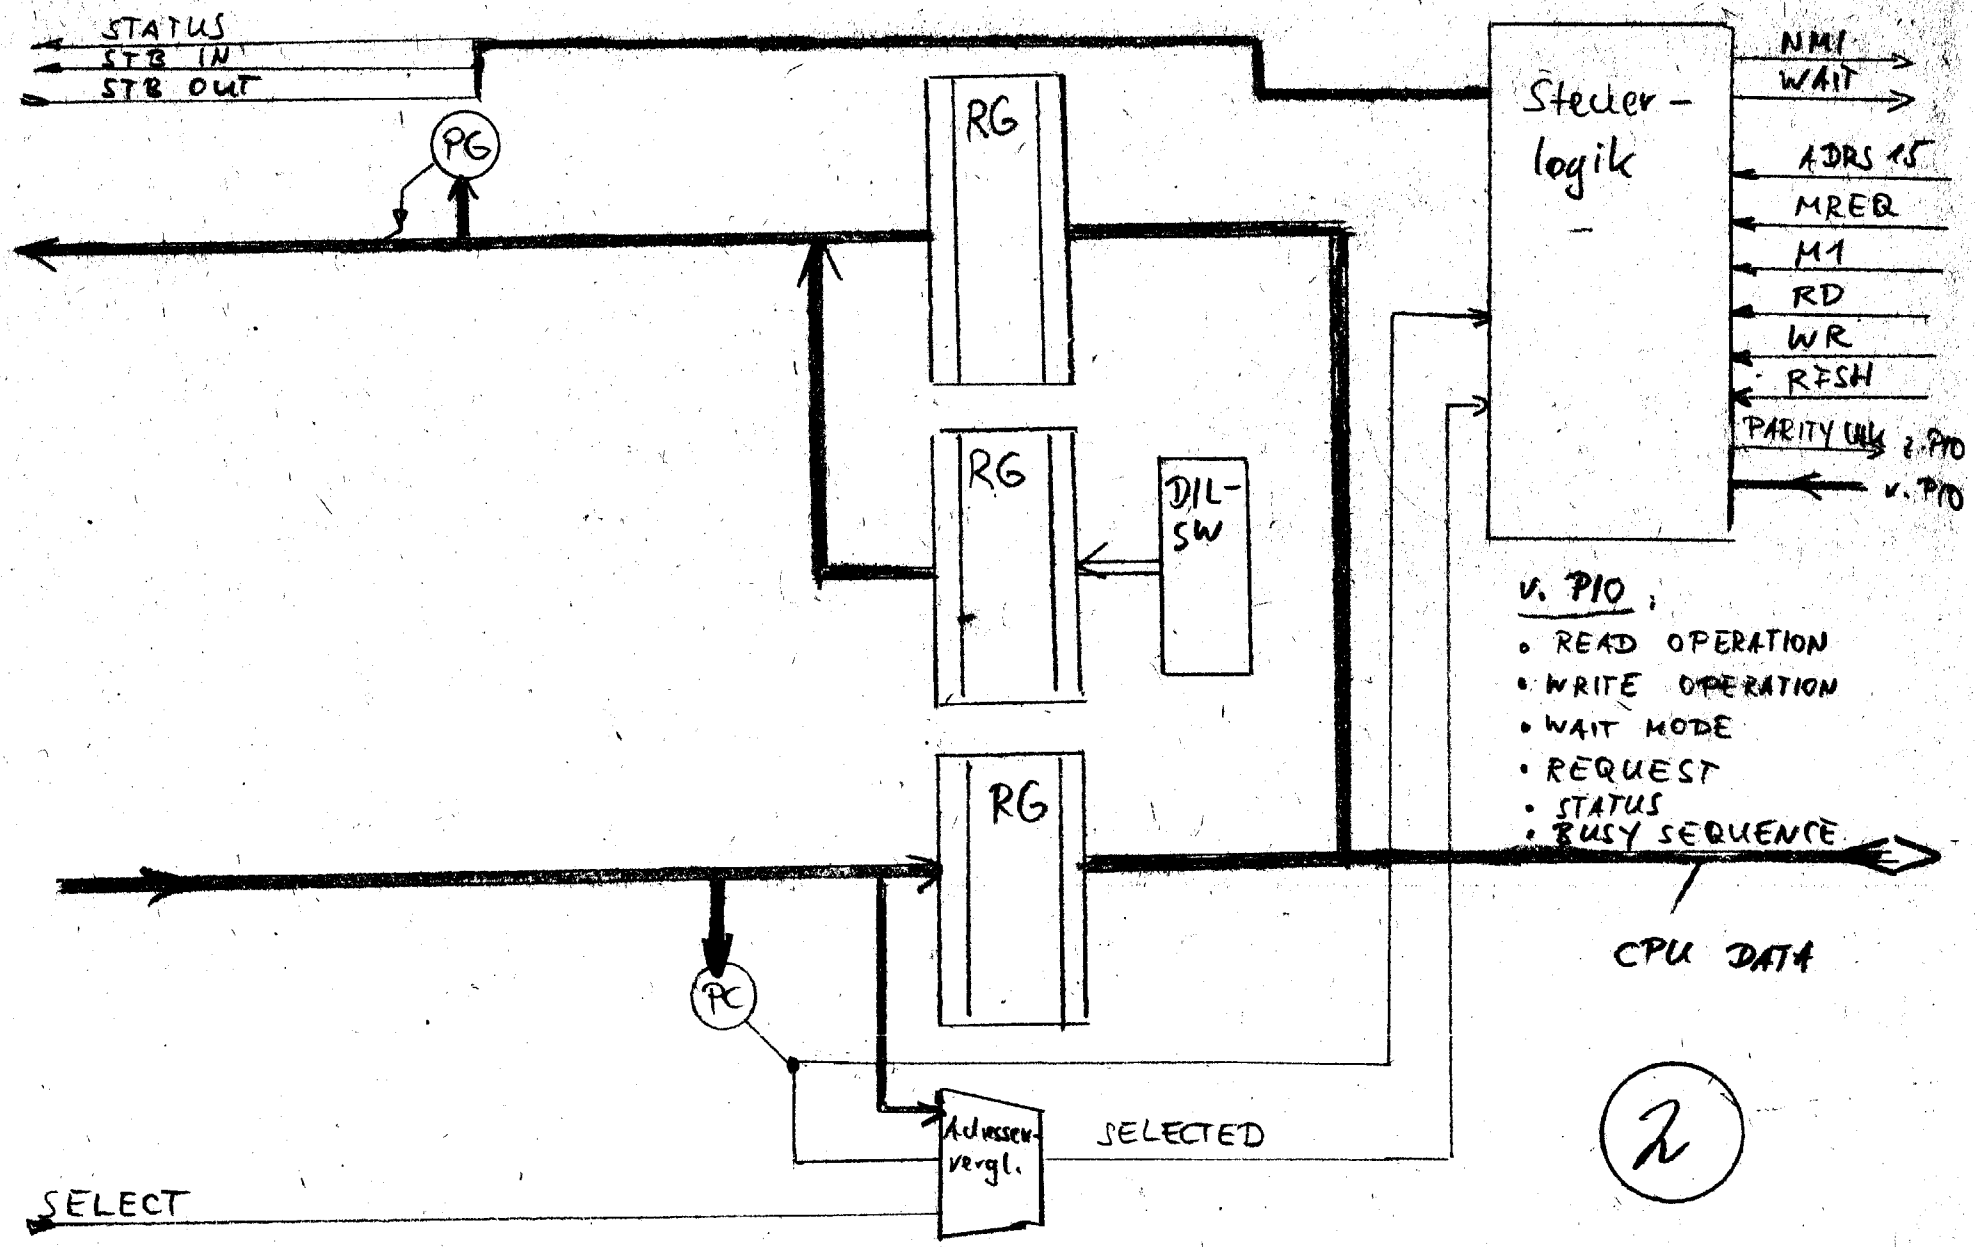 STATUS
STB IN
STB OUT
PG
RG
Steuer-
logik
-
NMI
WAIT
ADRS 15
MREQ
M1
RD
WR
RFSH
PARITY z. PIO
v. PIO
RG
DIL-
SW
v. PIO :
• READ OPERATION
• WRITE OPERATION
• WAIT MODE
• REQUEST
• STATUS
• BUSY SEQUENCE
RG
CPU DATA
PC
Adressen-
vergl.
SELECTED
SELECT
2